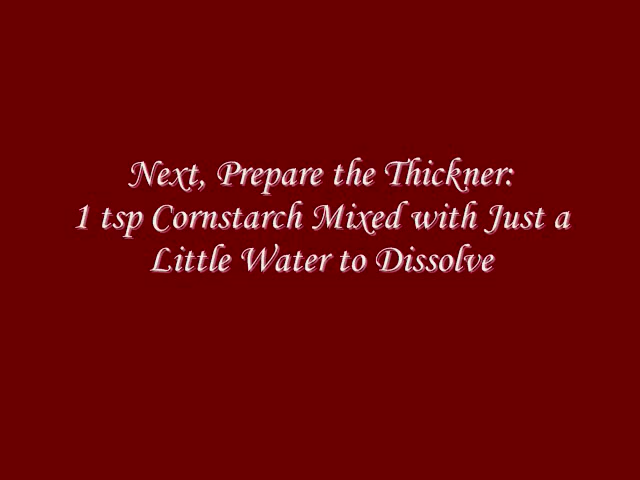 Next, Prepare the Thickner:
1 tsp Cornstarch Mixed with Just a
Little Water to Dissolve